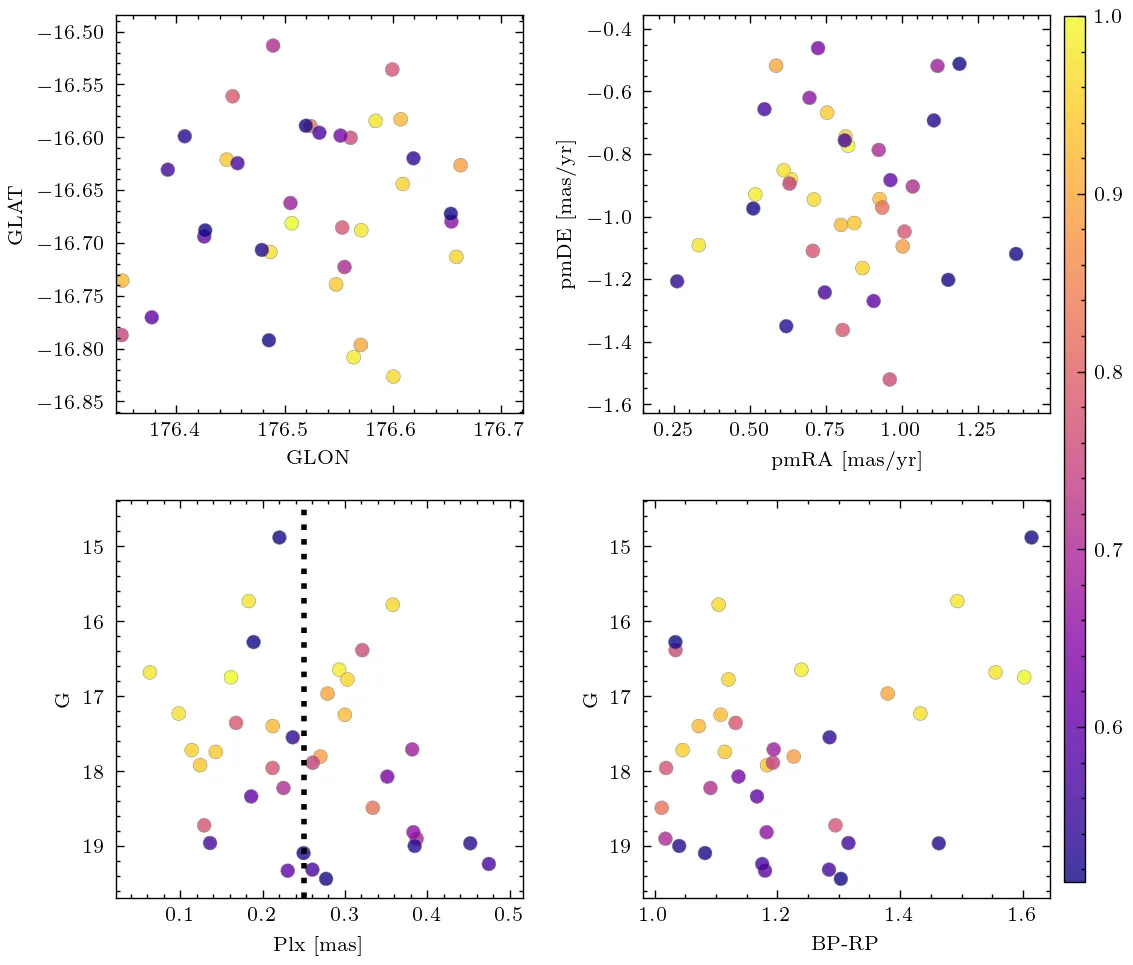 −16.50
−16.55
−16.60
−16.65
−16.70
−16.75
−16.80
−16.85
GLAT
176.4 176.5 176.6 176.7
GLON
−0.4
−0.6
−0.8
−1.0
−1.2
−1.4
−1.6
pmDE [mas/yr]
0.25 0.50 0.75 1.00 1.25
pmRA [mas/yr]
15
16
17
18
19
G
0.1 0.2 0.3 0.4 0.5
Plx [mas]
15
16
17
18
19
G
1.0 1.2 1.4 1.6
BP-RP
1.0
0.9
0.8
0.7
0.6